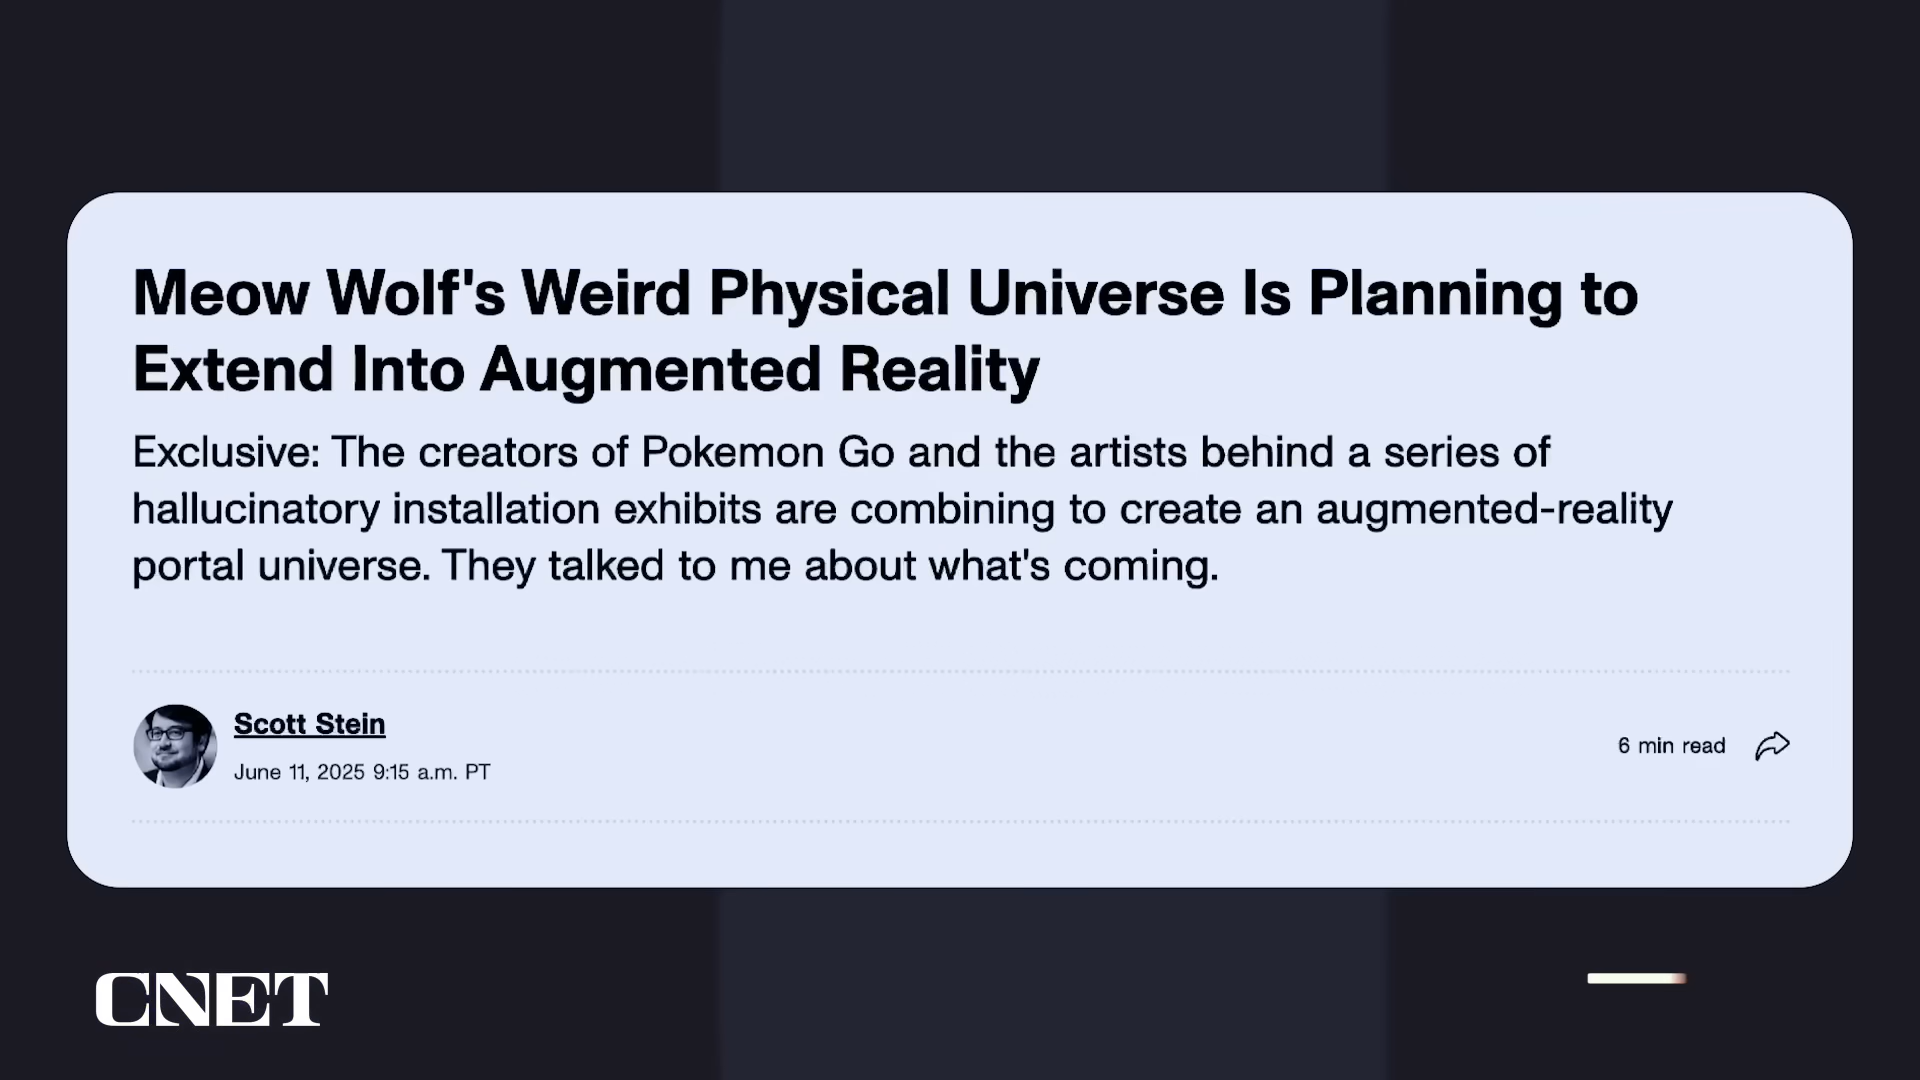 Meow Wolf's Weird Physical Universe Is Planning to
Extend Into Augmented Reality
Exclusive: The creators of Pokemon Go and the artists behind a series of
hallucinatory installation exhibits are combining to create an augmented-reality
portal universe. They talked to me about what's coming.
Scott Stein
June 11, 2025 9:15 a.m. PT
6 min read
CNET